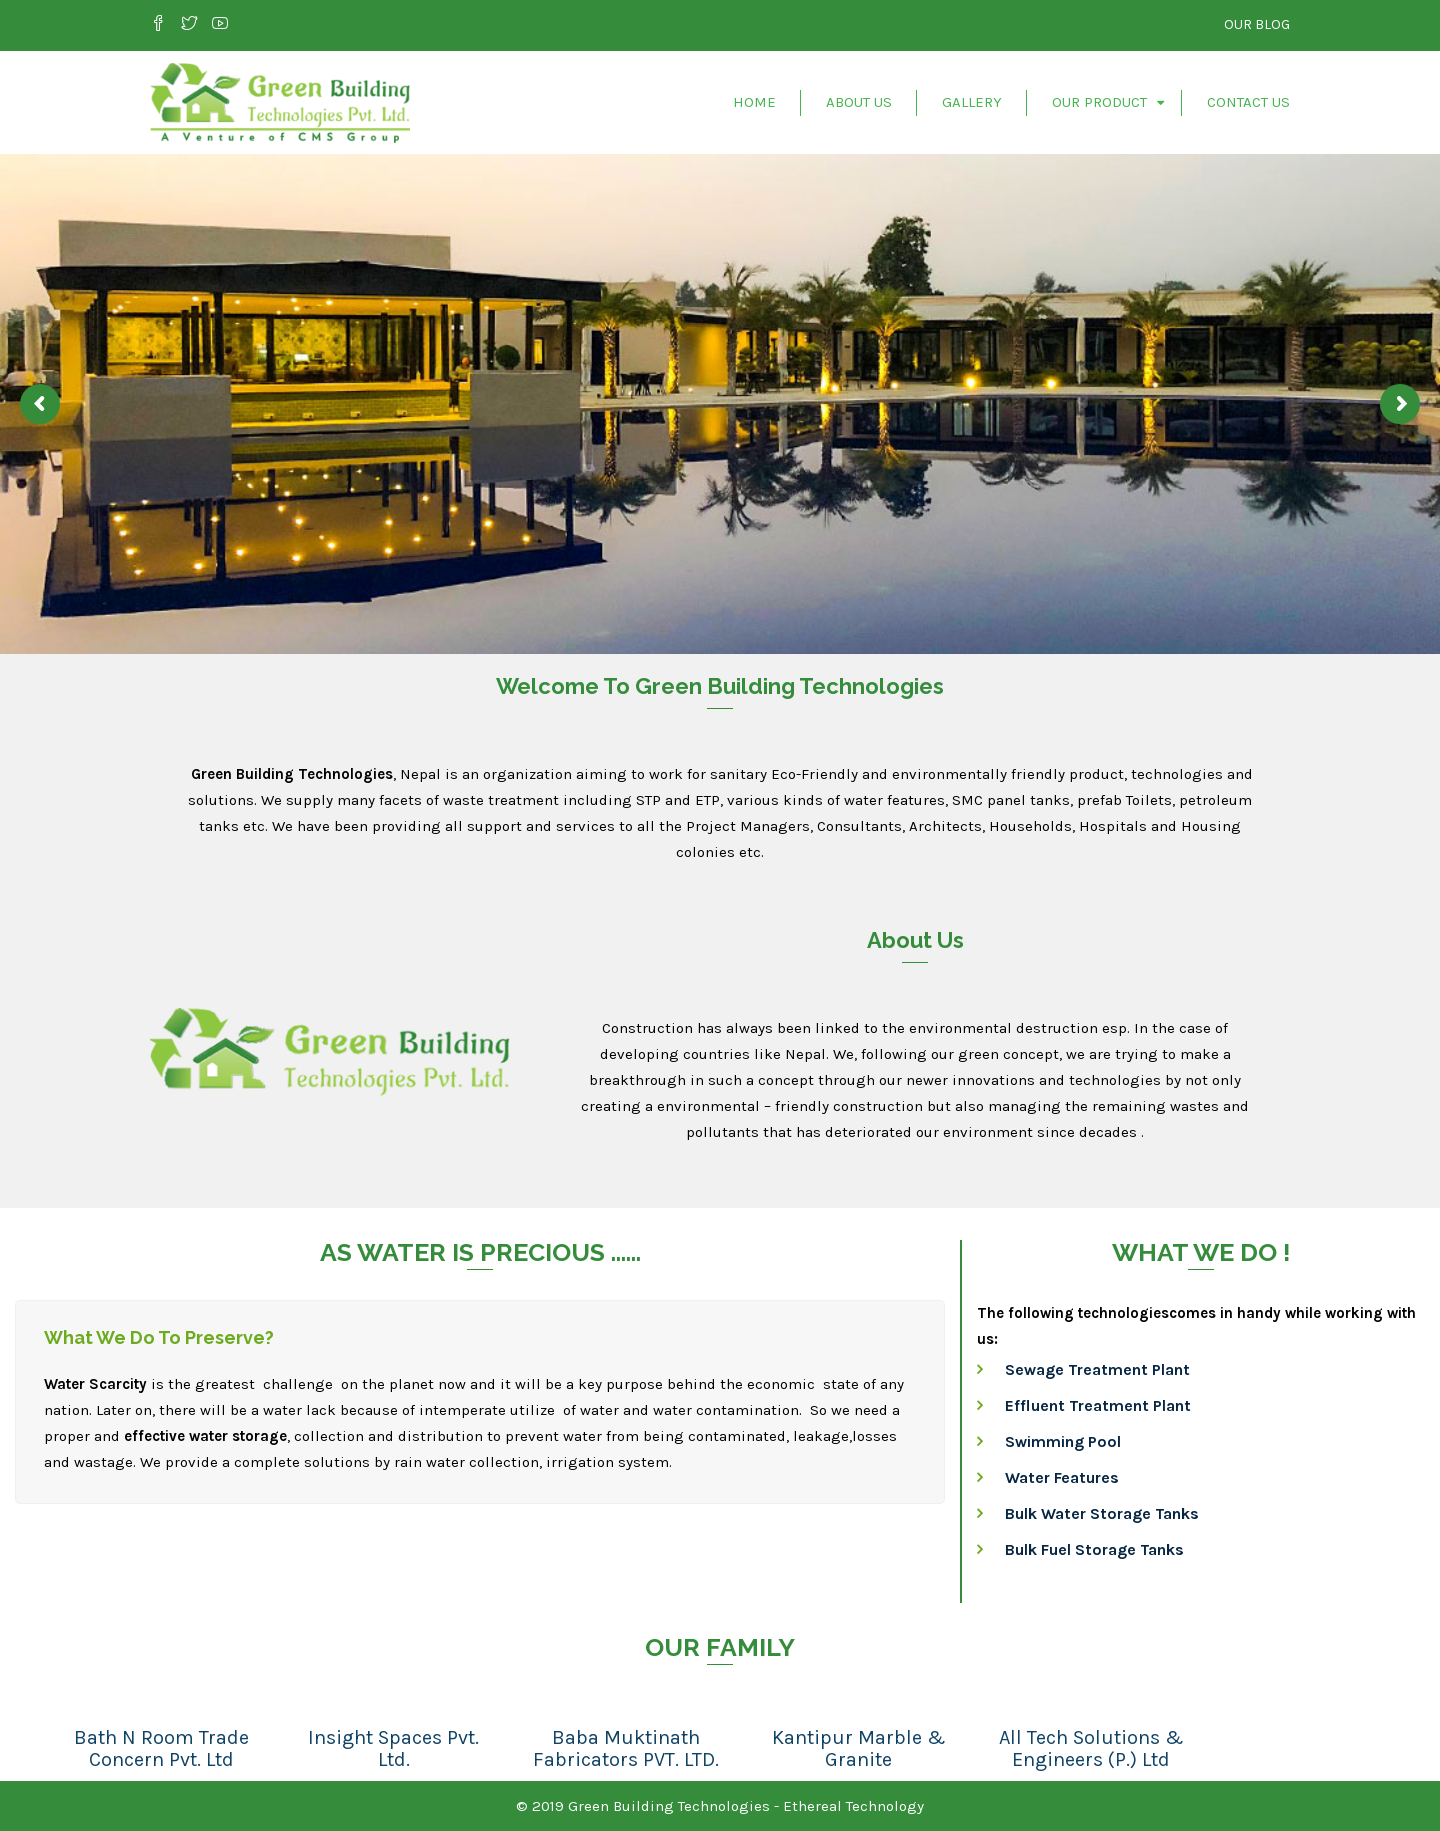 OUR BLOG
Green Building
Technologies Pvt. Ltd.
A Venture of CMS Group
HOME
ABOUT US
GALLERY
OUR PRODUCT
CONTACT US
Welcome To Green Building Technologies
Green Building Technologies, Nepal is an organization aiming to work for sanitary Eco-Friendly and environmentally friendly product, technologies and
solutions. We supply many facets of waste treatment including STP and ETP, various kinds of water features, SMC panel tanks, prefab Toilets, petroleum
tanks etc. We have been providing all support and services to all the Project Managers, Consultants, Architects, Households, Hospitals and Housing
colonies etc.
About Us
Green Building
Technologies Pvt. Ltd.
Construction has always been linked to the environmental destruction esp. In the case of
developing countries like Nepal. We, following our green concept, we are trying to make a
breakthrough in such a concept through our newer innovations and technologies by not only
creating a environmental – friendly construction but also managing the remaining wastes and
pollutants that has deteriorated our environment since decades .
AS WATER IS PRECIOUS ......
What We Do To Preserve?
Water Scarcity is the greatest  challenge  on the planet now and it will be a key purpose behind the economic  state of any
nation. Later on, there will be a water lack because of intemperate utilize  of water and water contamination.  So we need a
proper and effective water storage, collection and distribution to prevent water from being contaminated, leakage,losses
and wastage. We provide a complete solutions by rain water collection, irrigation system.
WHAT WE DO !
The following technologiescomes in handy while working with
us:
Sewage Treatment Plant
Effluent Treatment Plant
Swimming Pool
Water Features
Bulk Water Storage Tanks
Bulk Fuel Storage Tanks
OUR FAMILY
Bath N Room Trade
Concern Pvt. Ltd
Insight Spaces Pvt.
Ltd.
Baba Muktinath
Fabricators PVT. LTD.
Kantipur Marble &
Granite
All Tech Solutions &
Engineers (P.) Ltd
© 2019 Green Building Technologies - Ethereal Technology